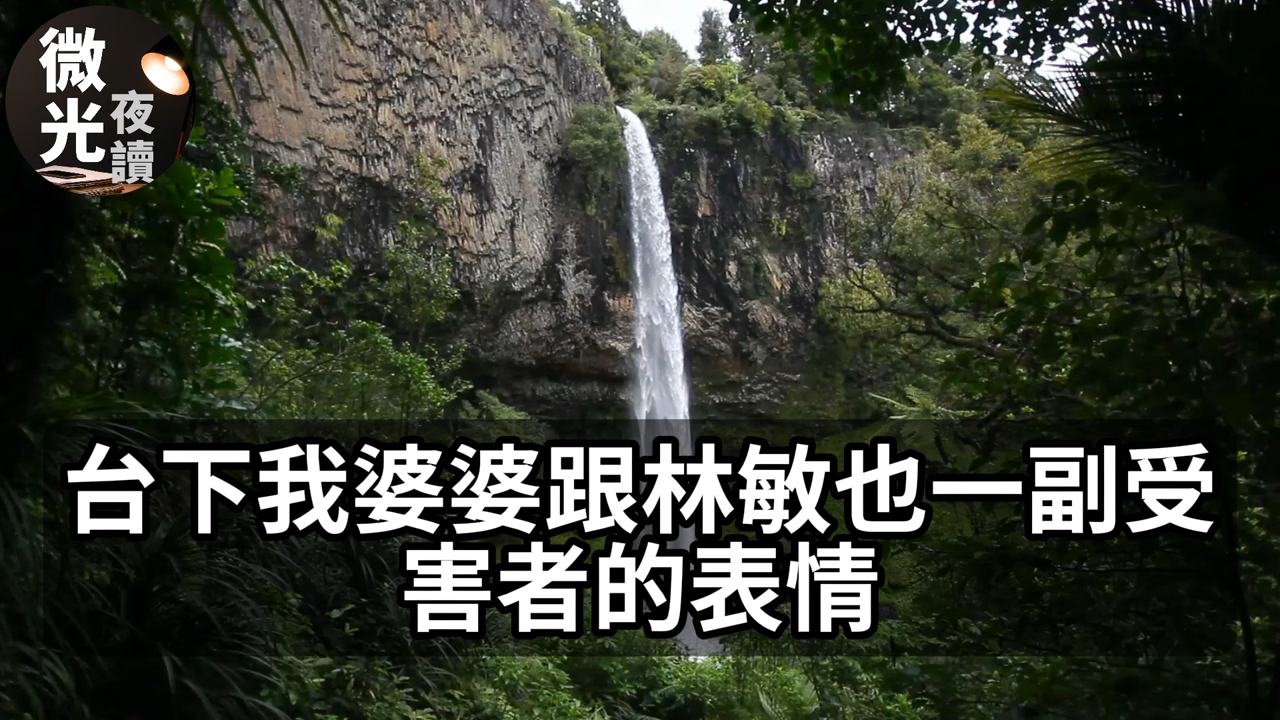 微光
夜讀
台下我婆婆跟林敏也一副受
害者的表情